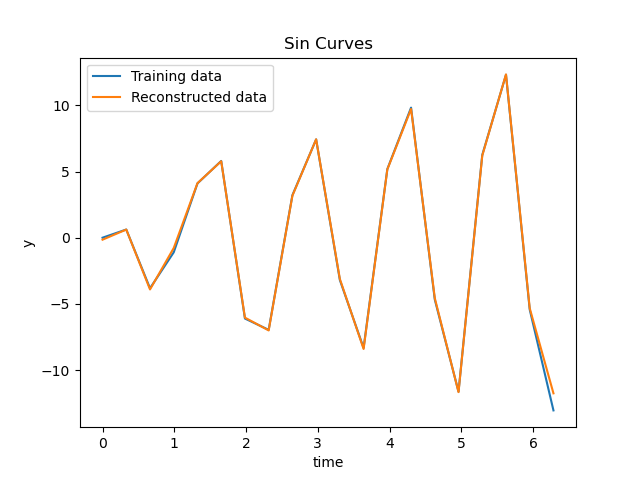 Sin Curves
Training data
Reconstructed data
10
5
0
−5
−10
y
0 1 2 3 4 5 6
time